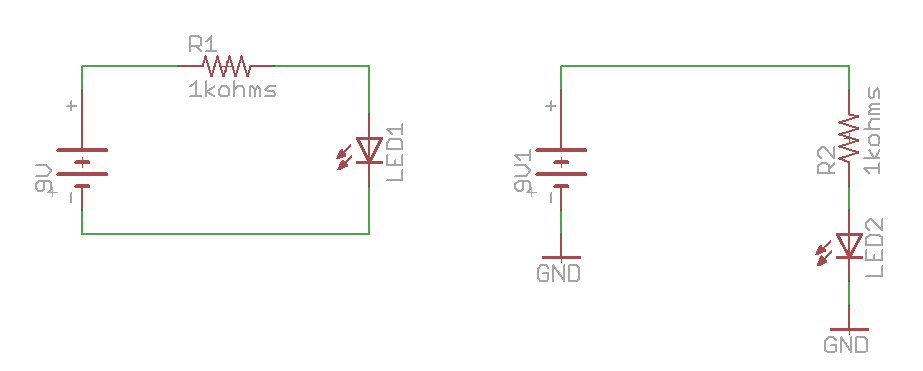 R1
1kohms
+
9V
-
LED1
+
9V1
-
GND
R2
1kohms
LED2
GND